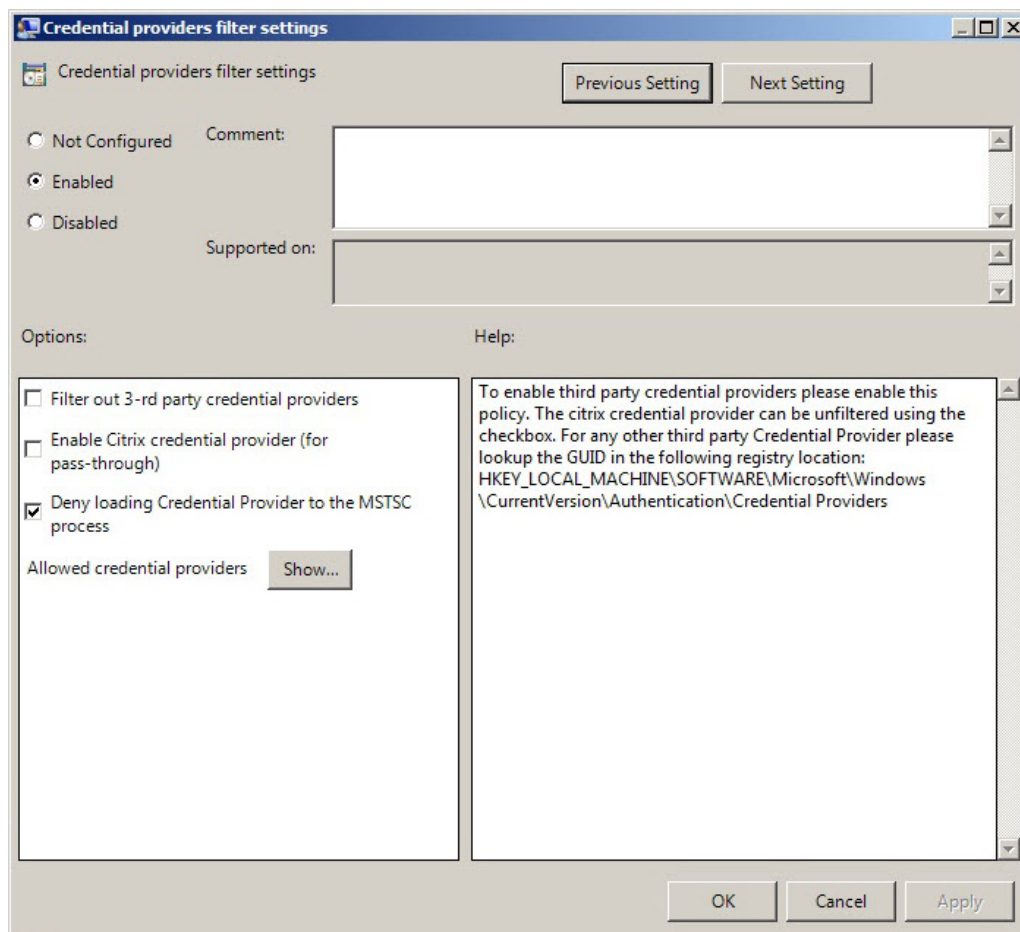 Credential providers filter settings
Credential providers filter settings
Previous Setting
Next Setting
Not Configured
Comment:
Enabled
Disabled
Supported on:
Options:
Help:
Filter out 3-rd party credential providers
Enable Citrix credential provider (for
pass-through)
Deny loading Credential Provider to the MSTSC
process
Allowed credential providers
Show...
To enable third party credential providers please enable this
policy. The citrix credential provider can be unfiltered using the
checkbox. For any other third party Credential Provider please
lookup the GUID in the following registry location:
HKEY_LOCAL_MACHINE\SOFTWARE\Microsoft\Windows
\CurrentVersion\Authentication\Credential Providers
OK
Cancel
Apply